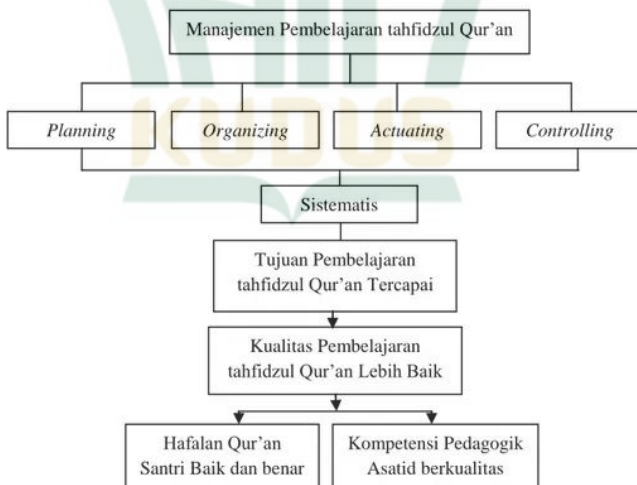 Manajemen Pembelajaran tahfidzul Qur’an
Planning
Organizing
Actuating
Controlling
KUDUS
Sistematis
Tujuan Pembelajaran
tahfidzul Qur’an Tercapai
Kualitas Pembelajaran
tahfidzul Qur’an Lebih Baik
Hafalan Qur’an
Santri Baik dan benar
Kompetensi Pedagogik
Asatid berkualitas